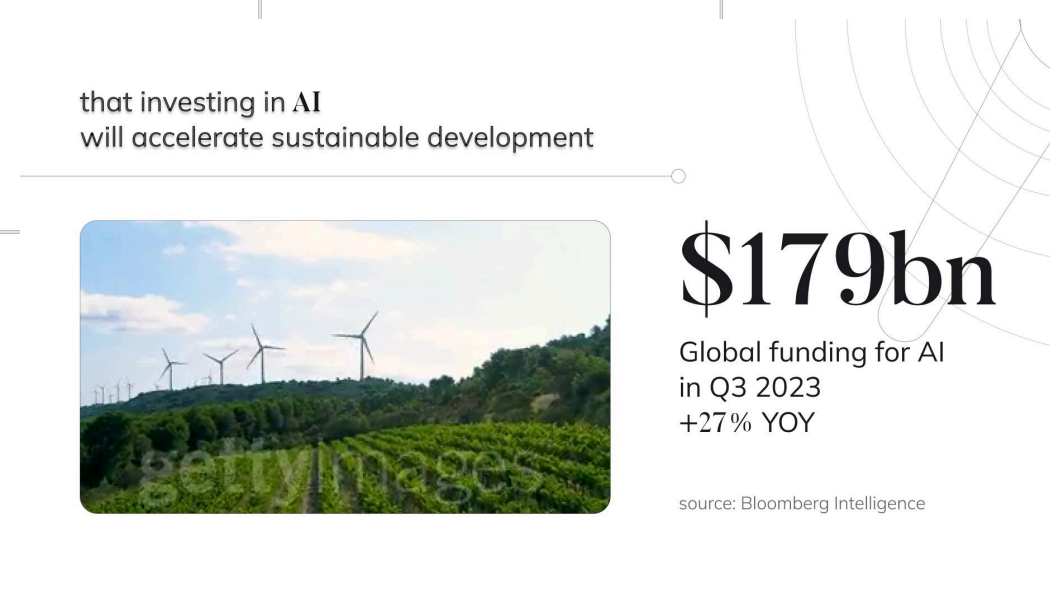 that investing in AI
will accelerate sustainable development
$179bn
Global funding for AI
in Q3 2023
+27% YOY
gettyimages
source: Bloomberg Intelligence